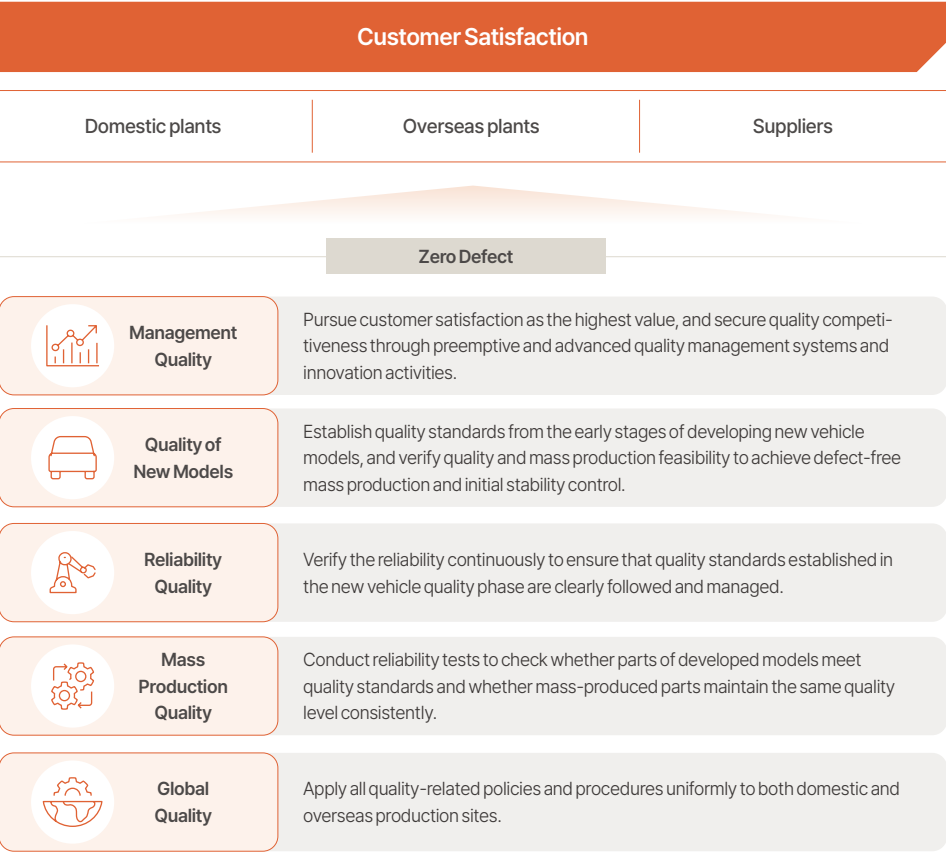 Customer Satisfaction
Domestic plants
Overseas plants
Suppliers
Zero Defect
Management
Quality
Pursue customer satisfaction as the highest value, and secure quality competi-
tiveness through preemptive and advanced quality management systems and
innovation activities.
Quality of
New Models
Establish quality standards from the early stages of developing new vehicle
models, and verify quality and mass production feasibility to achieve defect-free
mass production and initial stability control.
Reliability
Quality
Verify the reliability continuously to ensure that quality standards established in
the new vehicle quality phase are clearly followed and managed.
Mass
Production
Quality
Conduct reliability tests to check whether parts of developed models meet
quality standards and whether mass-produced parts maintain the same quality
level consistently.
Global
Quality
Apply all quality-related policies and procedures uniformly to both domestic and
overseas production sites.